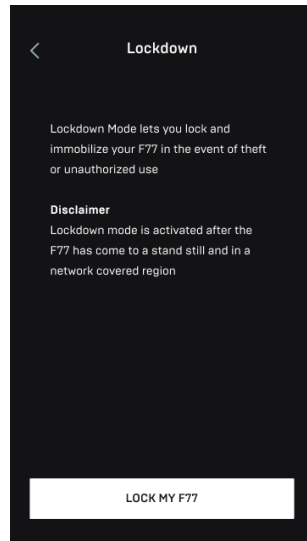 Lockdown
Lockdown Mode lets you lock and
immobilize your F77 in the event of theft
or unauthorized use
Disclaimer
Lockdown mode is activated after the
F77 has come to a stand still and in a
network covered region
LOCK MY F77